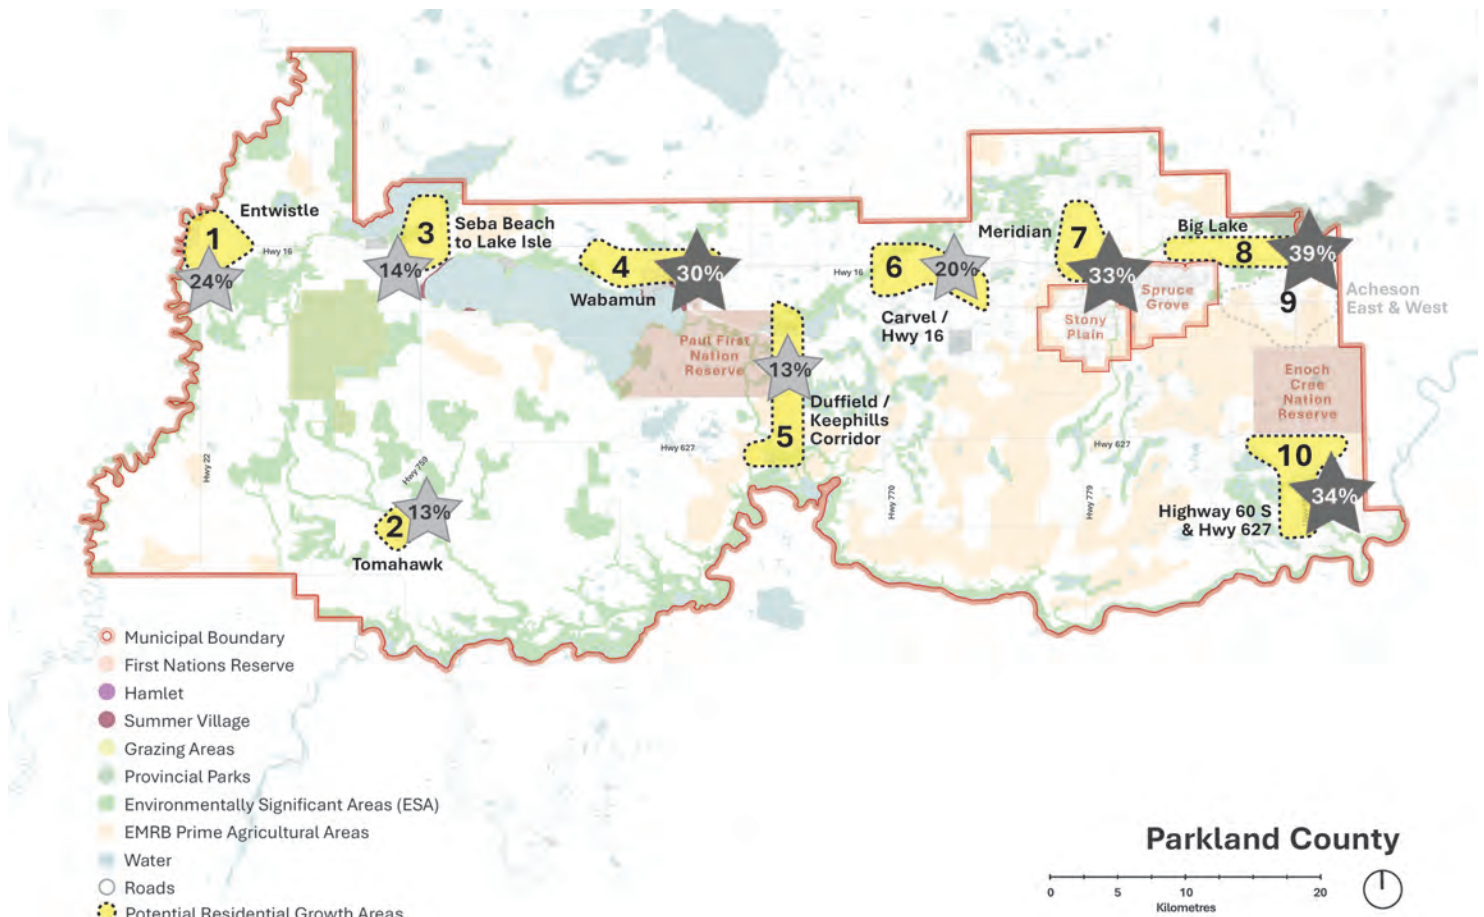 Entwistle
1
Hwy 16
24%
3
Seba Beach
to Lake Isle
14%
4
30%
Wabamun
Hwy 16
6
20%
Carvel /
Hwy 16
Meridian
7
33%
Big Lake
8
39%
9
Acheson
East & West
Spruce
Grove
Stony
Plain
Paul First
Nation
Reserve
13%
Duffield /
Keephills
Corridor
5
Enoch
Cree
Nation
Reserve
Hwy 22
Hwy 759
Hwy 627
Hwy 770
Hwy 779
Hwy 627
10
34%
Highway 60 S
& Hwy 627
2
13%
Tomahawk
Municipal Boundary
First Nations Reserve
Hamlet
Summer Village
Grazing Areas
Provincial Parks
Environmentally Significant Areas (ESA)
EMRB Prime Agricultural Areas
Water
Roads
Potential Residential Growth Areas
Parkland County
0 5 10 20
Kilometres